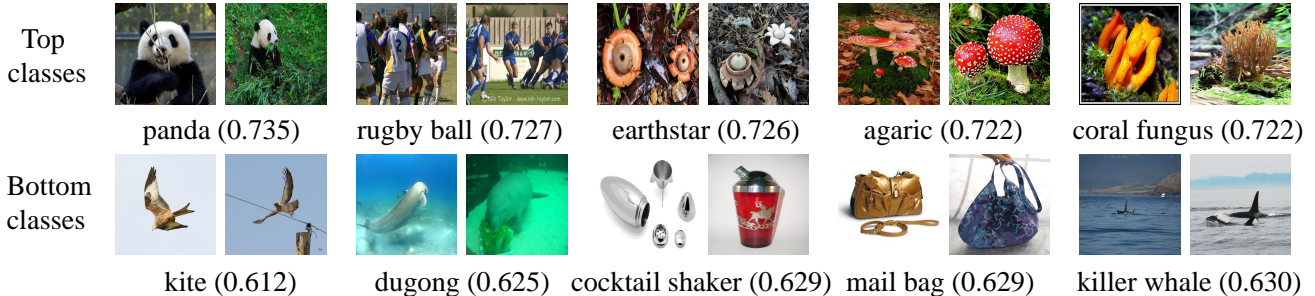 Top
classes
panda (0.735) rugby ball (0.727) earthstar (0.726) agaric (0.722) coral fungus (0.722)
Bottom
classes
kite (0.612) dugong (0.625) cocktail shaker (0.629) mail bag (0.629) killer whale (0.630)